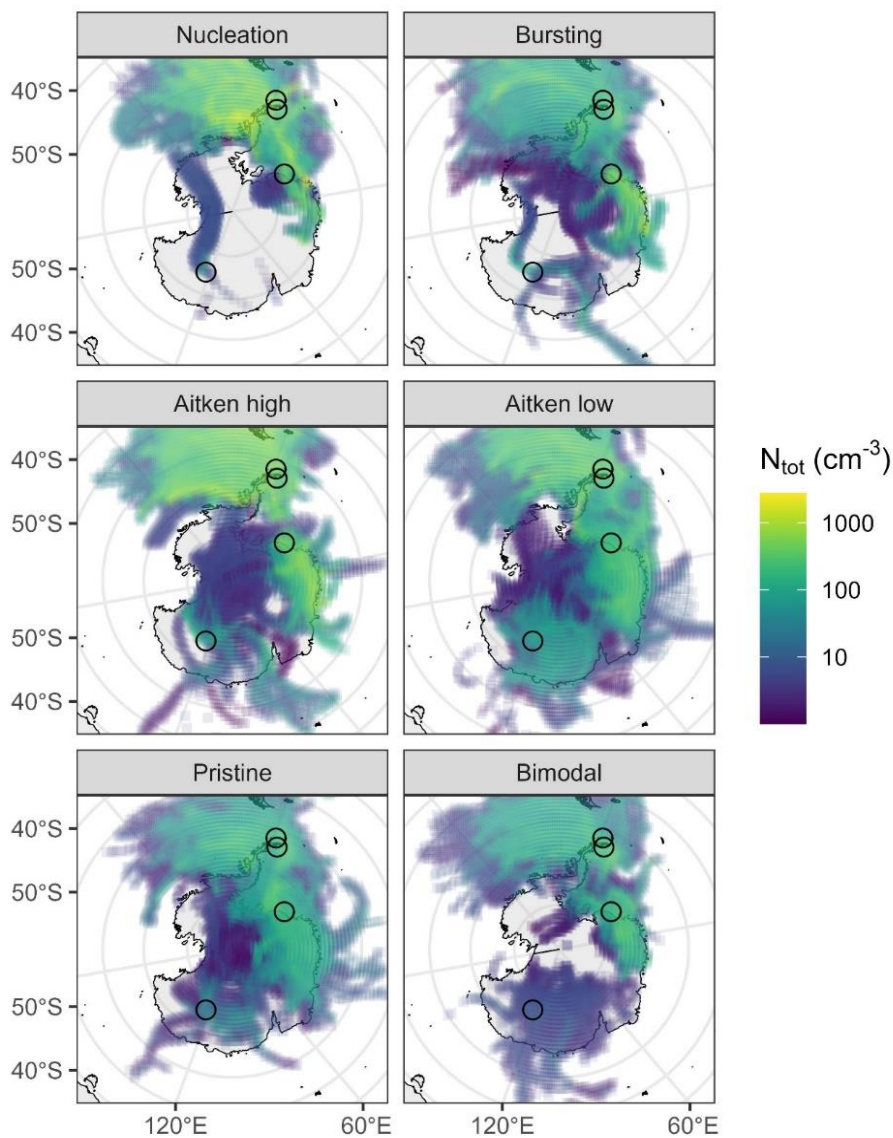 Nucleation
Bursting
40°S
50°S
50°S
40°S
Aitken high
Aitken low
40°S
50°S
50°S
40°S
N_tot (cm⁻³)
1000
100
10
Pristine
Bimodal
40°S
50°S
50°S
40°S
120°E
60°E
120°E
60°E